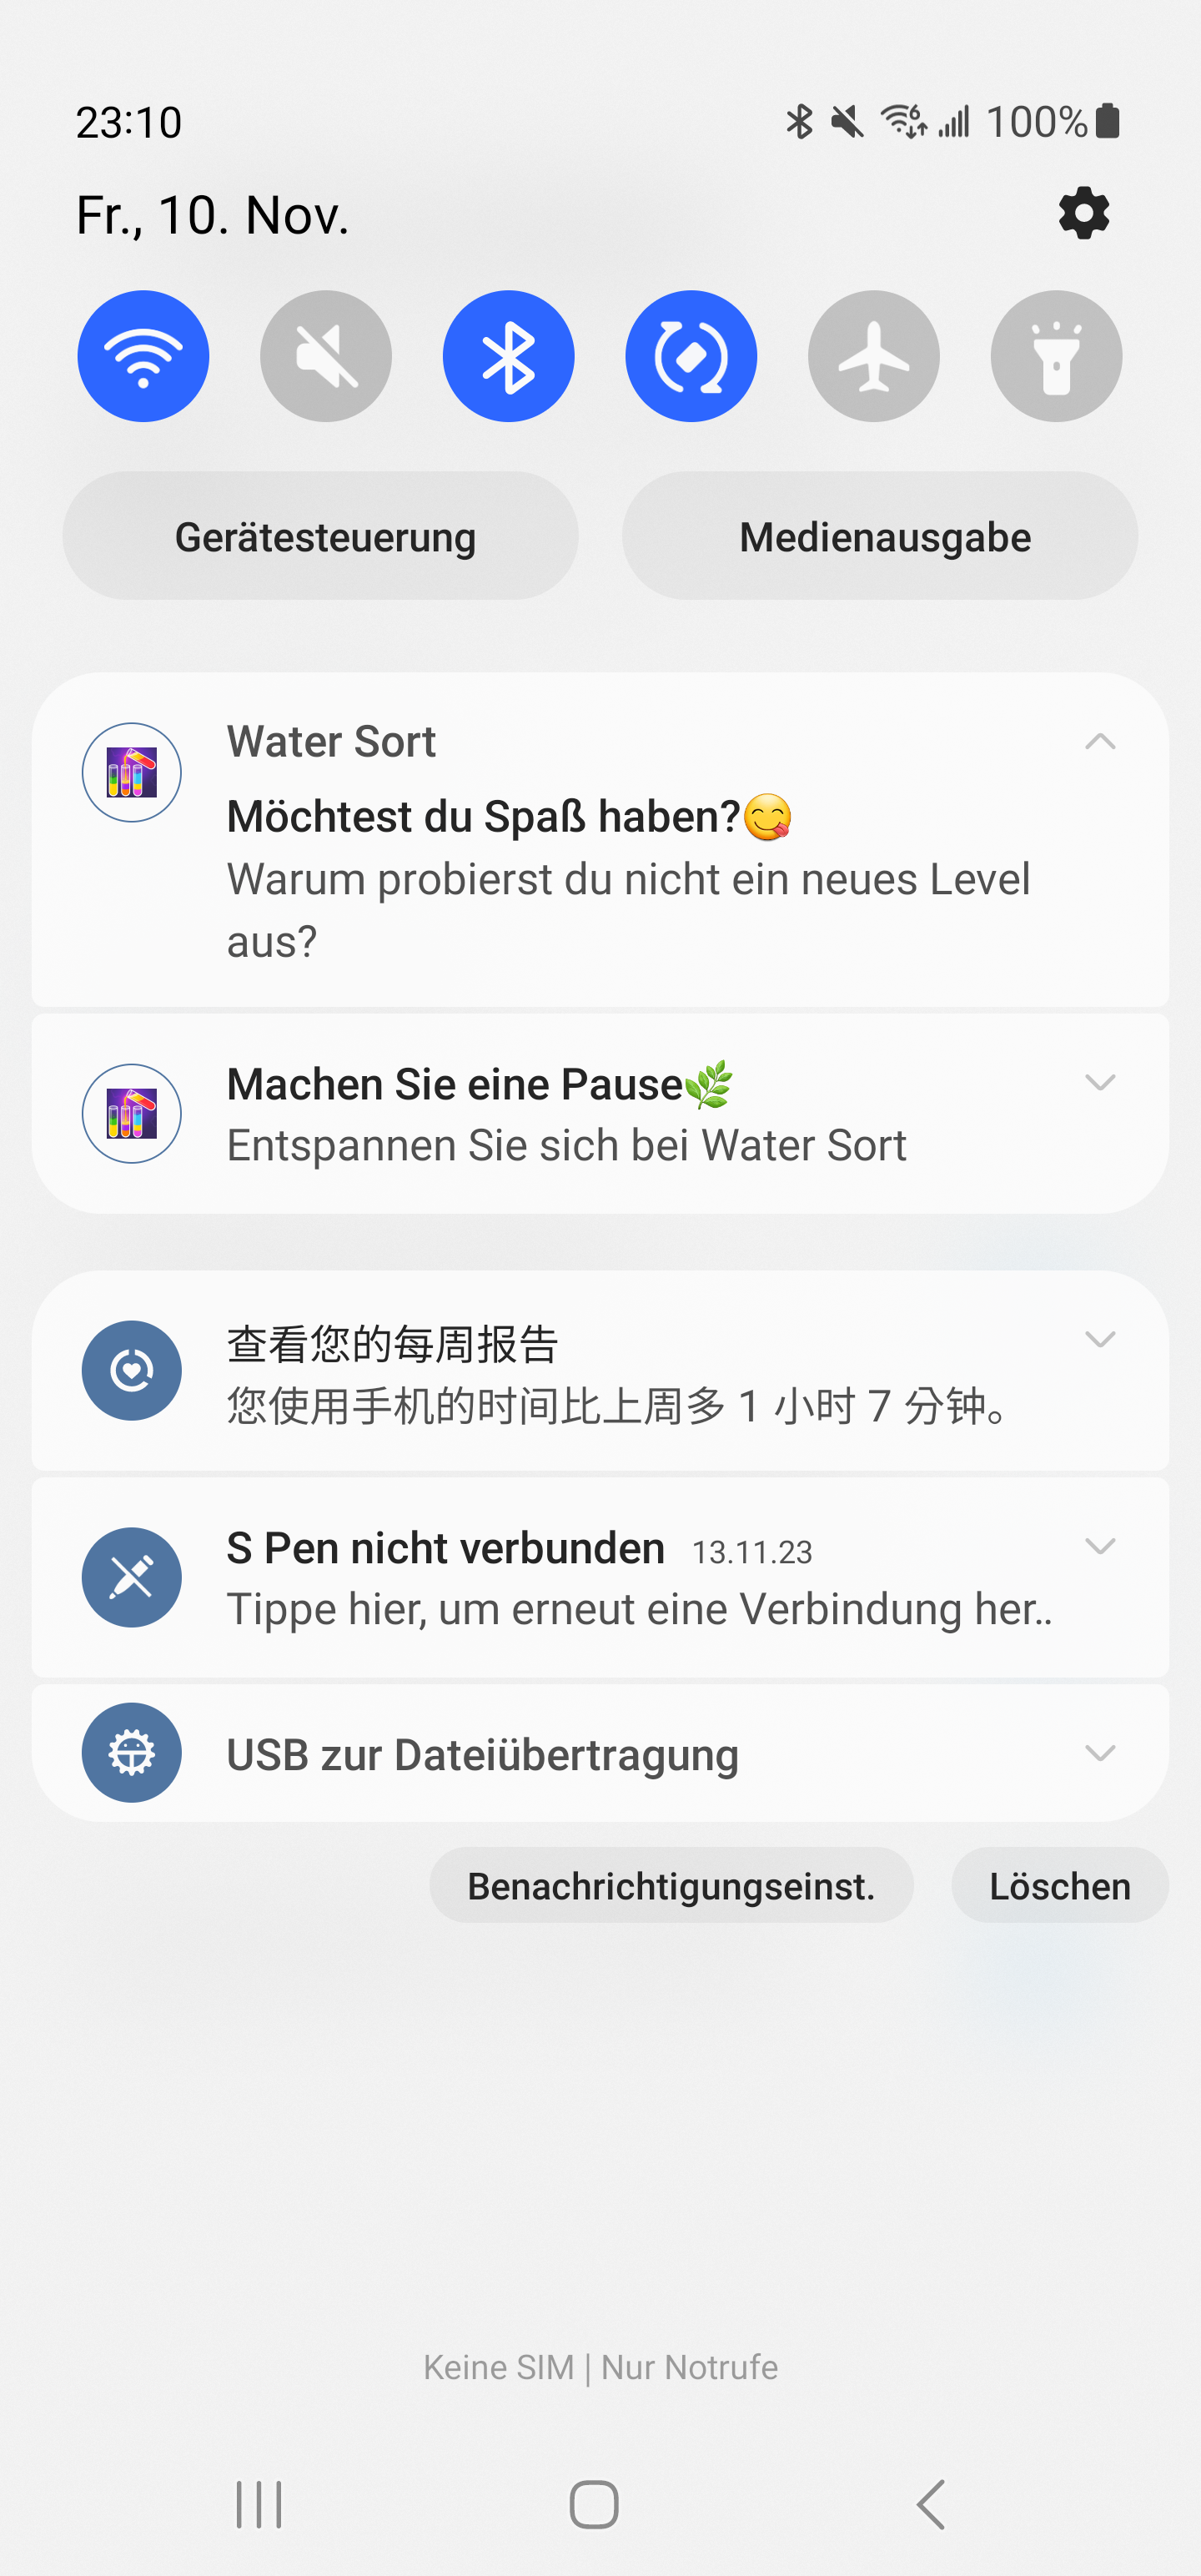 23:10
100%
Fr., 10. Nov.
Gerätesteuerung
Medienausgabe
Water Sort
Möchtest du Spaß haben?😋
Warum probierst du nicht ein neues Level
aus?
Machen Sie eine Pause🌿
Entspannen Sie sich bei Water Sort
查看您的每周报告
您使用手机的时间比上周多 1 小时 7 分钟。
S Pen nicht verbunden 13.11.23
Tippe hier, um erneut eine Verbindung her..
USB zur Dateiübertragung
Benachrichtigungseinst.
Löschen
Keine SIM | Nur Notrufe